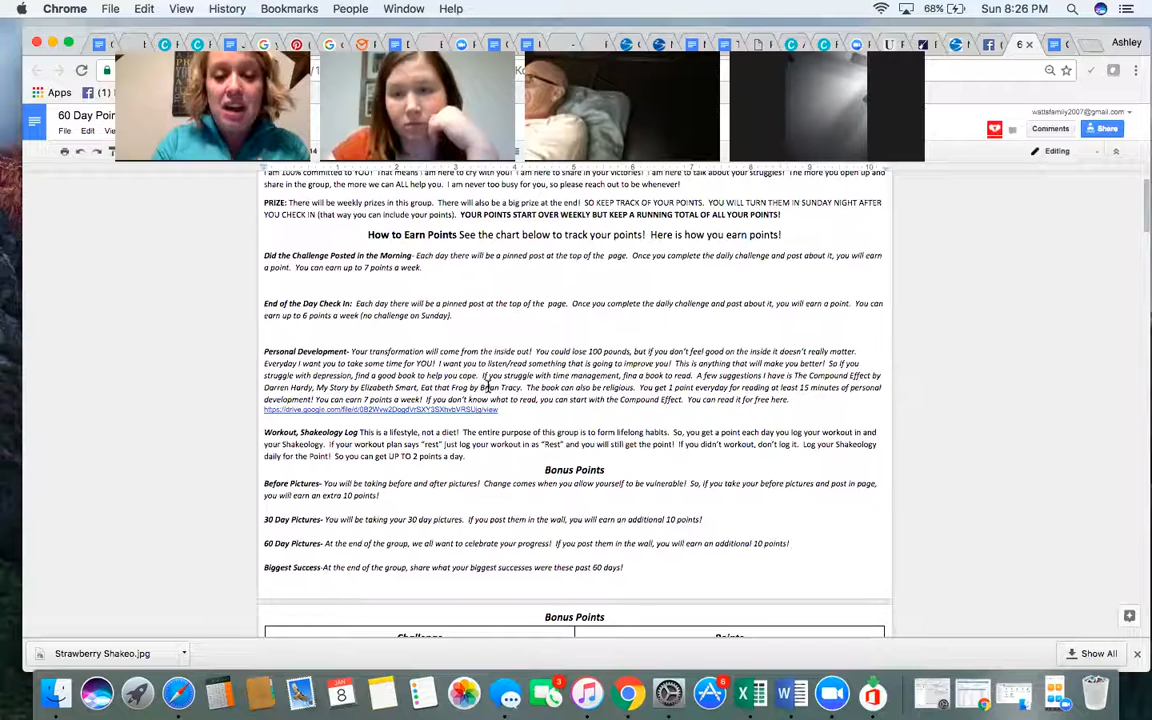 Chrome File Edit View History Bookmarks People Window Help 68% Sun 8:26 PM
Ashley
Apps (1)
60 Day Poin
wattsfamily2007@gmail.com
File Edit Vi
Comments Share
Editing
I am 100% committed to YOU! That means I am here to cry with you! I am here to share in your victories! I am here to talk about your struggles! The more you open up and
share in the group, the more we can ALL help you. I am never too busy for you, so please reach out to be whenever!
PRIZE: There will be weekly prizes in this group. There will also be a big prize at the end! SO KEEP TRACK OF YOUR POINTS. YOU WILL TURN THEM IN SUNDAY NIGHT AFTER
YOU CHECK IN (that way you can include your points). YOUR POINTS START OVER WEEKLY BUT KEEP A RUNNING TOTAL OF ALL YOUR POINTS!
How to Earn Points See the chart below to track your points! Here is how you earn points!
Did the Challenge Posted in the Morning- Each day there will be a pinned post at the top of the page. Once you complete the daily challenge and post about it, you will earn
a point. You can earn up to 7 points a week.
End of the Day Check In: Each day there will be a pinned post at the top of the page. Once you complete the daily challenge and post about it, you will earn a point. You can
earn up to 6 points a week (no challenge on Sunday).
Personal Development- Your transformation will come from the inside out! You could lose 100 pounds, but if you don't feel good on the inside it doesn't really matter.
Everyday I want you to take some time for YOU! I want you to listen/read something that is going to improve you! This is anything that will make you better! So if you
struggle with depression, find a good book to help you cope. If you struggle with time management, find a book to read. A few suggestions I have is The Compound Effect by
Darren Hardy, My Story by Elizabeth Smart, Eat that Frog by Brian Tracy. The book can also be religious. You get 1 point everyday for reading at least 15 minutes of personal
development! You can earn 7 points a week! If you don't know what to read, you can start with the Compound Effect. You can read it for free here.
Workout, Shakeology Log This is a lifestyle, not a diet! The entire purpose of this group is to form lifelong habits. So, you get a point each day you log your workout in and
your Shakeology. If your workout plan says "rest" just log your workout in as "Rest" and you will still get the point! If you didn't workout, don't log it. Log your Shakeology
daily for the Point! So you can get UP TO 2 points a day.
Bonus Points
Before Pictures- You will be taking before and after pictures! Change comes when you allow yourself to be vulnerable! So, if you take your before pictures and post in page,
you will earn an extra 10 points!
30 Day Pictures- You will be taking your 30 day pictures. If you post them in the wall, you will earn an additional 10 points!
60 Day Pictures- At the end of the group, we all want to celebrate your progress! If you post them in the wall, you will earn an additional 10 points!
Biggest Success-At the end of the group, share what your biggest successes were these past 60 days!
Bonus Points
Challenge Points
Strawberry Shakeo.jpg
Show All
JAN
8
3
6